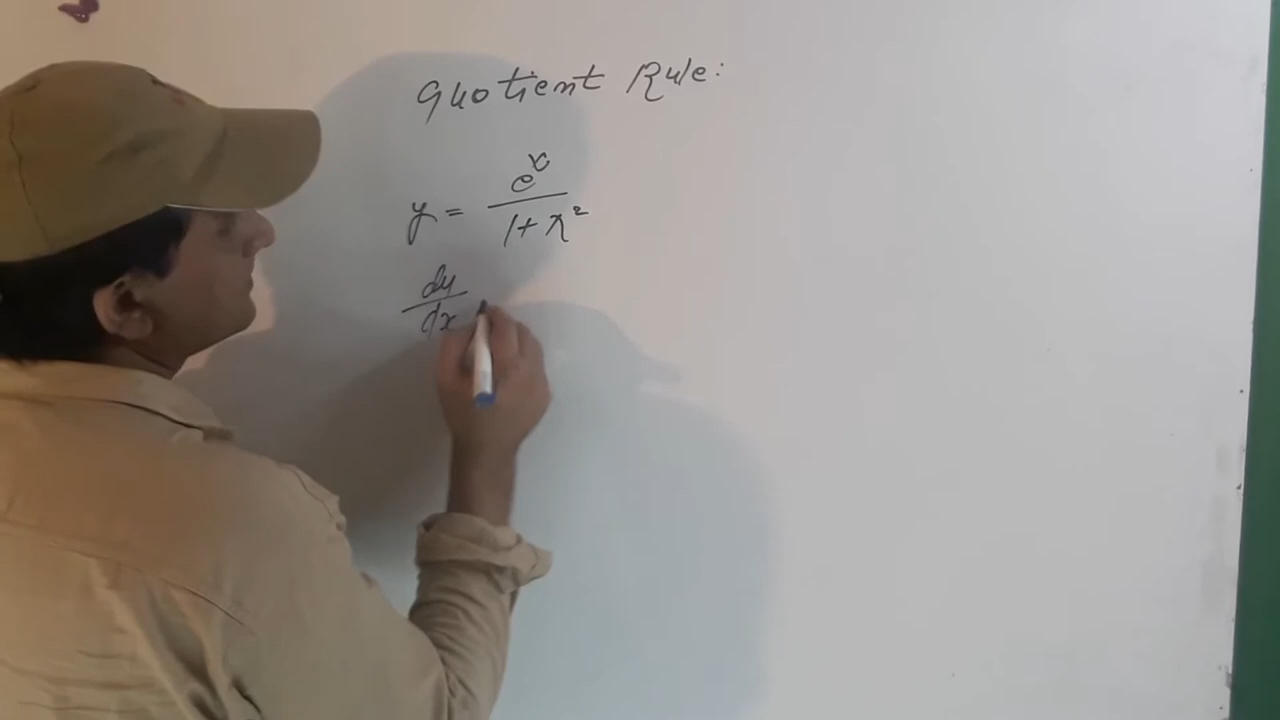 Quotient Rule:
y = e^x / 1 + x²
dy/dx